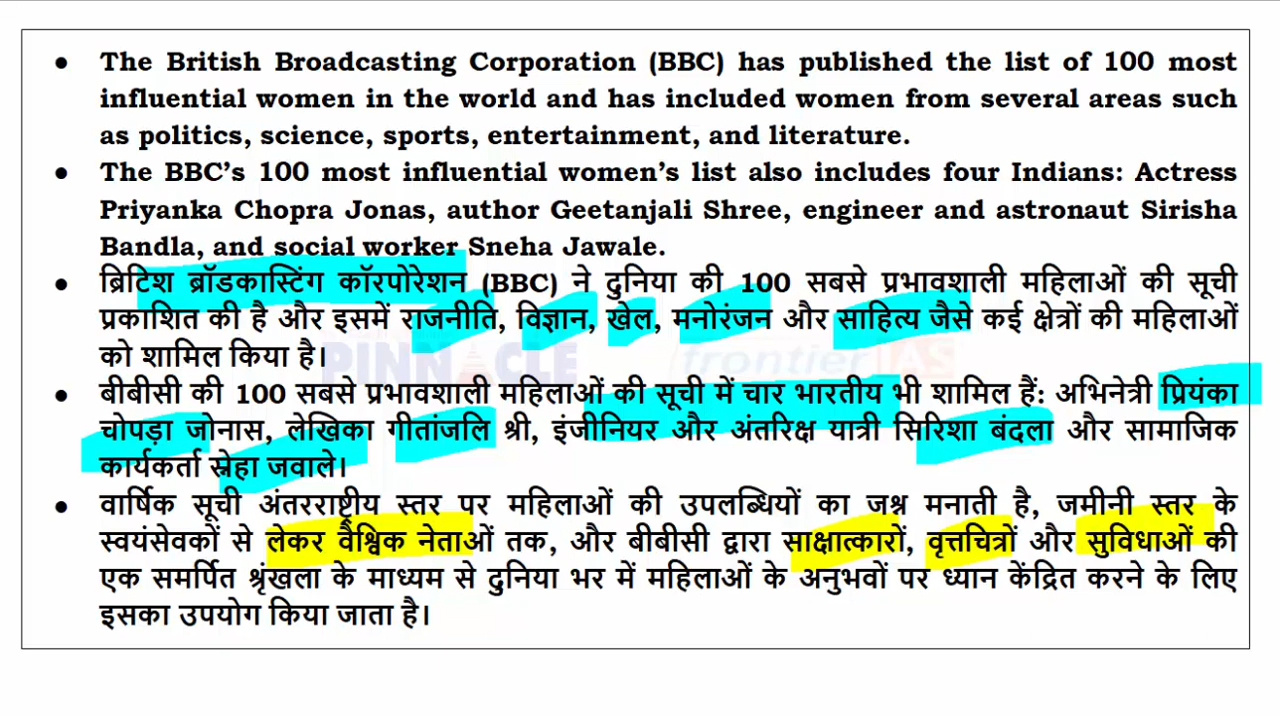 • The British Broadcasting Corporation (BBC) has published the list of 100 most
influential women in the world and has included women from several areas such
as politics, science, sports, entertainment, and literature.
• The BBC’s 100 most influential women’s list also includes four Indians: Actress
Priyanka Chopra Jonas, author Geetanjali Shree, engineer and astronaut Sirisha
Bandla, and social worker Sneha Jawale.
• ब्रिटिश ब्रॉडकास्टिंग कॉरपोरेशन (BBC) ने दुनिया की 100 सबसे प्रभावशाली महिलाओं की सूची
प्रकाशित की है और इसमें राजनीति, विज्ञान, खेल, मनोरंजन और साहित्य जैसे कई क्षेत्रों की महिलाओं
को शामिल किया है।
PINNACLE frontier IAS
• बीबीसी की 100 सबसे प्रभावशाली महिलाओं की सूची में चार भारतीय भी शामिल हैं: अभिनेत्री प्रियंका
चोपड़ा जोनास, लेखिका गीतांजलि श्री, इंजीनियर और अंतरिक्ष यात्री सिरिशा बंदला और सामाजिक
कार्यकर्ता स्नेहा जवाले।
• वार्षिक सूची अंतरराष्ट्रीय स्तर पर महिलाओं की उपलब्धियों का जश्न मनाती है, जमीनी स्तर के
स्वयंसेवकों से लेकर वैश्विक नेताओं तक, और बीबीसी द्वारा साक्षात्कारों, वृत्तचित्रों और सुविधाओं की
एक समर्पित श्रृंखला के माध्यम से दुनिया भर में महिलाओं के अनुभवों पर ध्यान केंद्रित करने के लिए
इसका उपयोग किया जाता है।